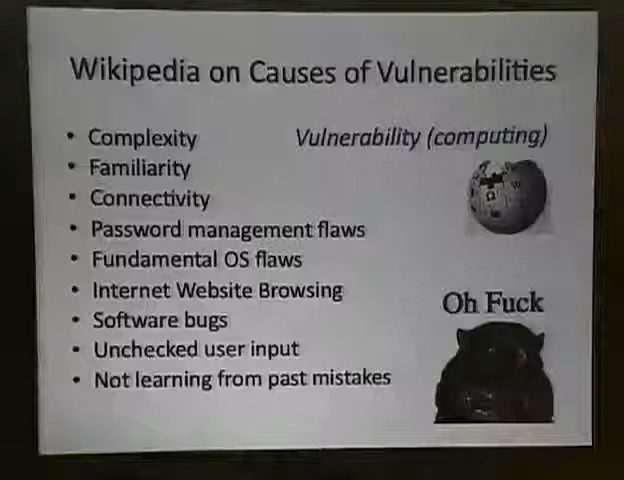 Wikipedia on Causes of Vulnerabilities
• Complexity
Vulnerability (computing)
• Familiarity
• Connectivity
• Password management flaws
• Fundamental OS flaws
• Internet Website Browsing
• Software bugs
• Unchecked user input
• Not learning from past mistakes
Oh Fuck